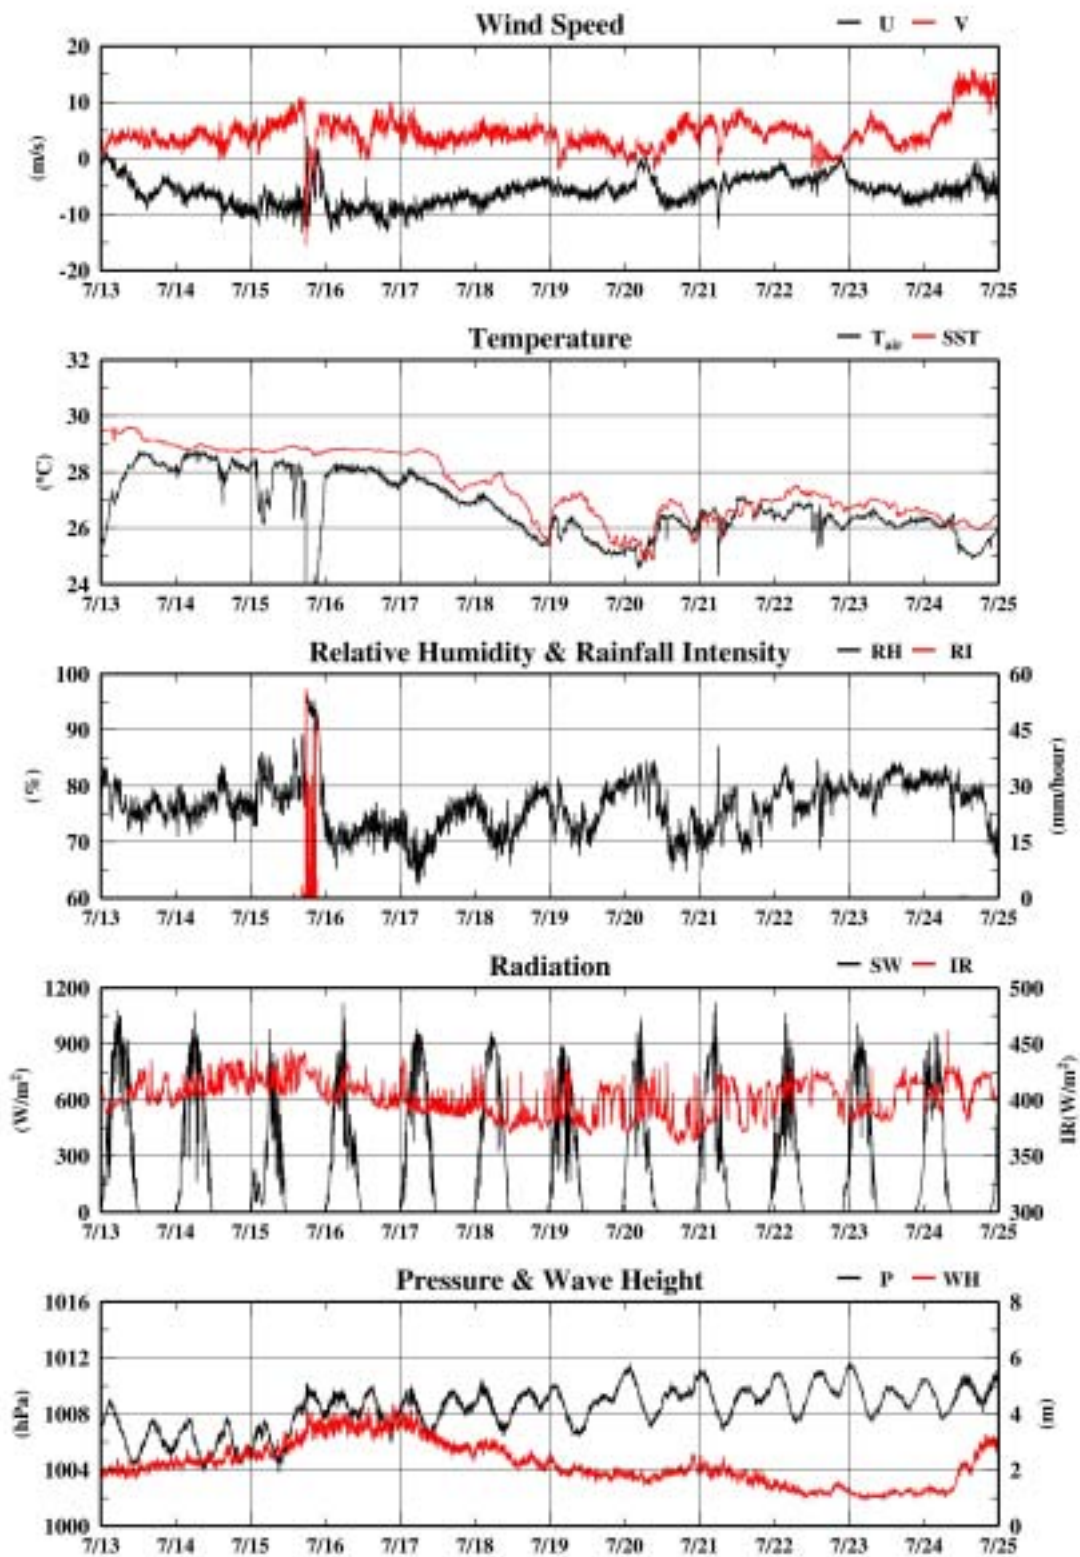 Wind Speed U V
20
10
0
-10
-20
(m/s)
7/13 7/14 7/15 7/16 7/17 7/18 7/19 7/20 7/21 7/22 7/23 7/24 7/25
Temperature Tair SST
32
30
28
26
24
(°C)
7/13 7/14 7/15 7/16 7/17 7/18 7/19 7/20 7/21 7/22 7/23 7/24 7/25
Relative Humidity & Rainfall Intensity RH RI
100 60
90 45
80 30
70 15
60 0
(%)
(mm/hour)
7/13 7/14 7/15 7/16 7/17 7/18 7/19 7/20 7/21 7/22 7/23 7/24 7/25
Radiation SW IR
1200 500
900 450
600 400
300 350
0 300
(W/m²)
IR(W/m²)
7/13 7/14 7/15 7/16 7/17 7/18 7/19 7/20 7/21 7/22 7/23 7/24 7/25
Pressure & Wave Height P WH
1016 8
1012 6
1008 4
1004 2
1000 0
(hPa)
(m)
7/13 7/14 7/15 7/16 7/17 7/18 7/19 7/20 7/21 7/22 7/23 7/24 7/25